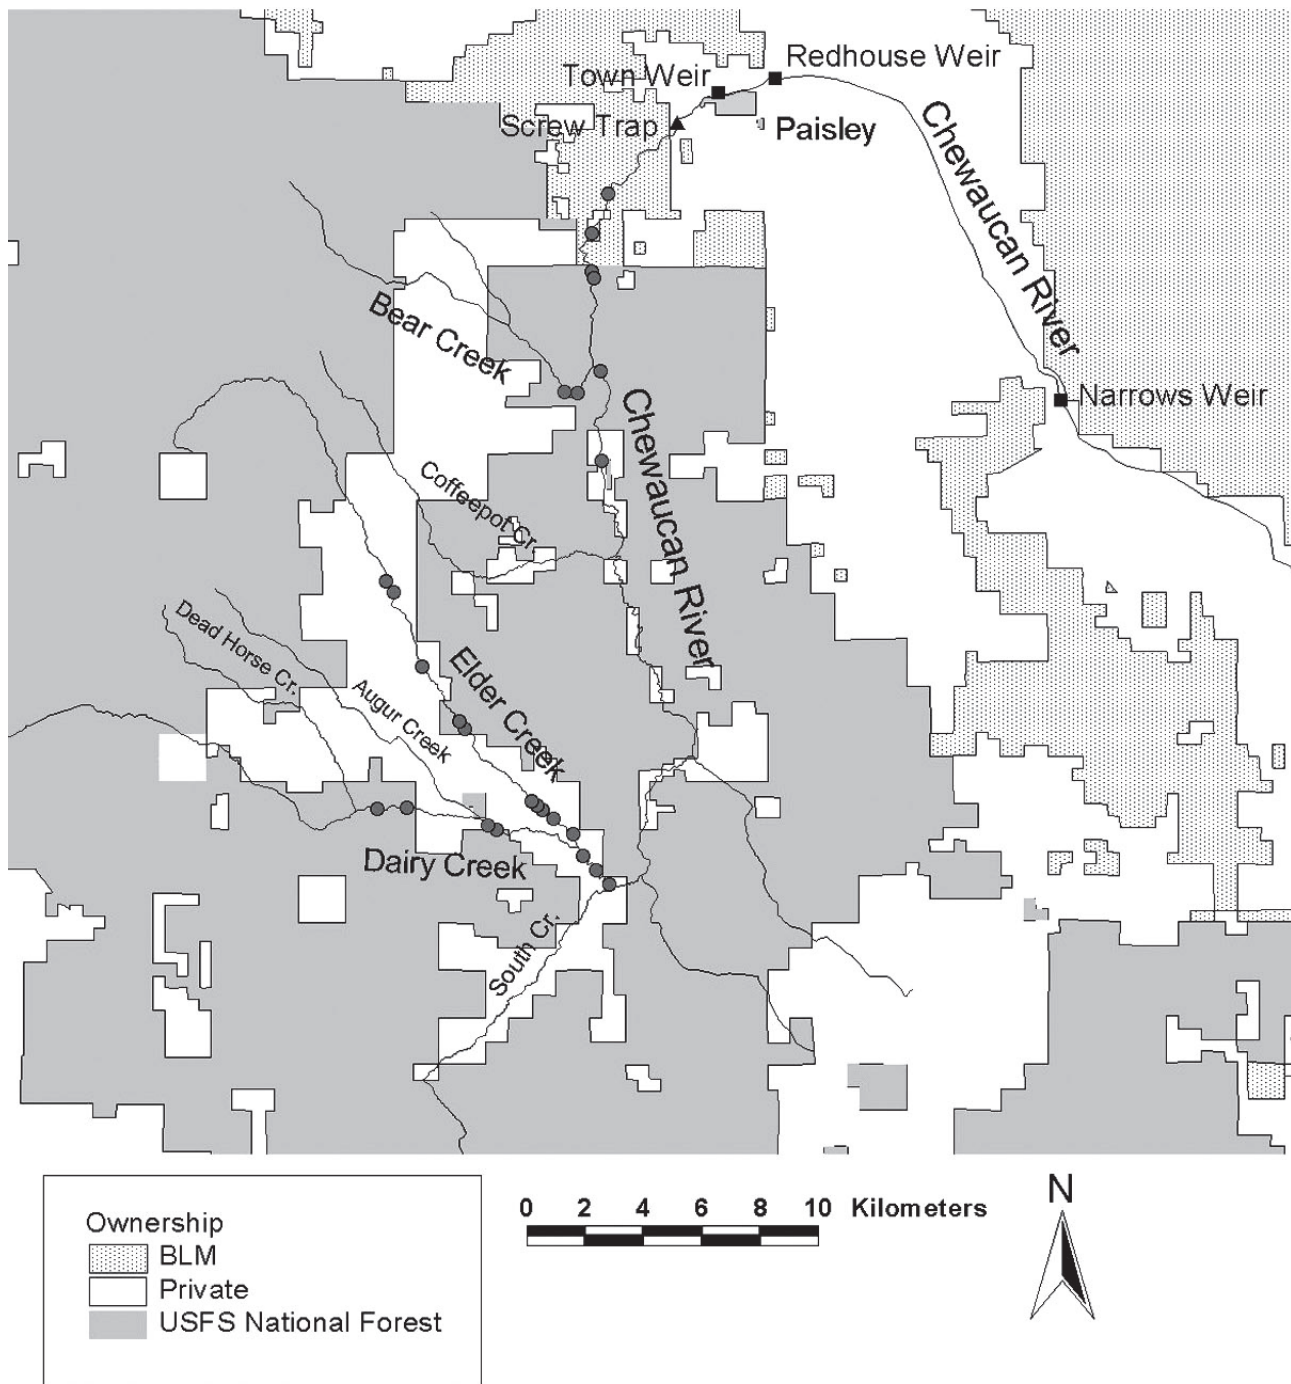 Redhouse Weir
Town Weir
Screw Trap
Paisley
Chewaucan River
Bear Creek
Narrows Weir
Chewaucan River
Coffeepot Cr.
Dead Horse Cr.
Elder Creek
Augur Creek
Dairy Creek
South Cr.
N
0 2 4 6 8 10 Kilometers
Ownership
BLM
Private
USFS National Forest